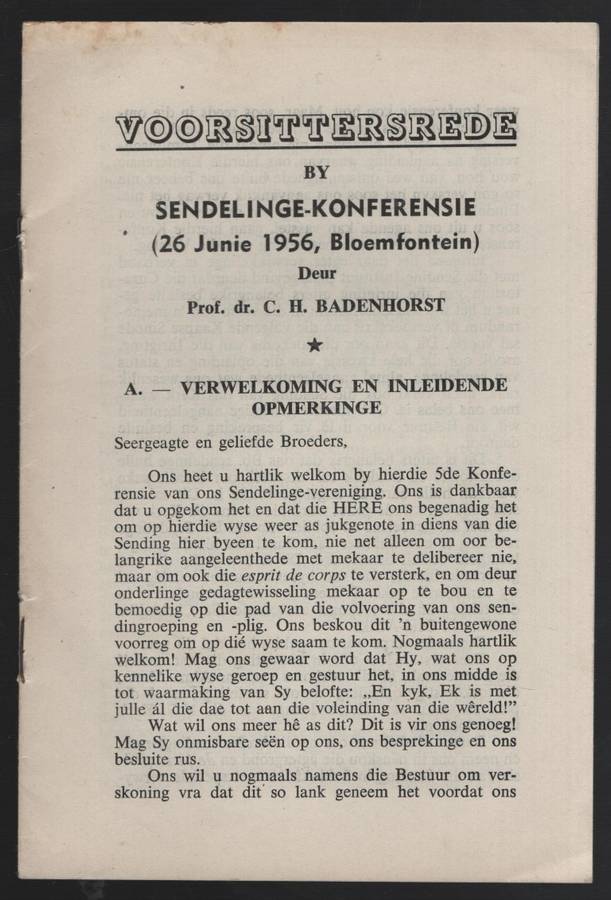 VOORSITTERSREDE
BY
SENDELINGE-KONFERENSIE
(26 Junie 1956, Bloemfontein)
Deur
Prof. dr. C. H. BADENHORST
★
A. — VERWELKOMING EN INLEIDENDE
OPMERKINGE
Seergeagte en geliefde Broeders,
Ons heet u hartlik welkom by hierdie 5de Konfe-
rensie van ons Sendelinge-vereniging. Ons is dankbaar
dat u opgekom het en dat die HERE ons begenadig het
om op hierdie wyse weer as jukgenote in diens van die
Sending hier byeen te kom, nie net alleen om oor be-
langrike aangeleenthede met mekaar te delibereer nie,
maar om ook die esprit de corps te versterk, en om deur
onderlinge gedagtewisseling mekaar op te bou en te
bemoedig op die pad van die volvoering van ons sen-
dingroeping en -plig. Ons beskou dit 'n buitengewone
voorreg om op dié wyse saam te kom. Nogmaals hartlik
welkom! Mag ons gewaar word dat Hy, wat ons op
kennelike wyse geroep en gestuur het, in ons midde is
tot waarmaking van Sy belofte: „En kyk, Ek is met
julle ál die dae tot aan die voleinding van die wêreld!”
Wat wil ons meer hê as dit? Dit is vir ons genoeg!
Mag Sy onmisbare seën op ons, ons besprekinge en ons
besluite rus.
Ons wil u nogmaals namens die Bestuur om ver-
skoning vra dat dit so lank geneem het voordat ons